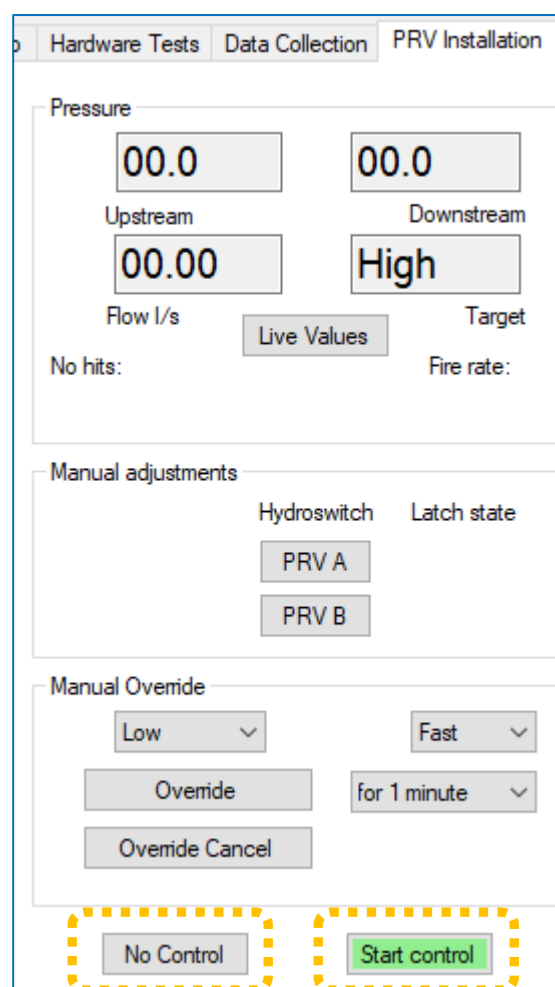 Hardware Tests Data Collection PRV Installation
Pressure
00.0 00.0
Upstream Downstream
00.00 High
Flow l/s Target
Live Values
No hits: Fire rate:
Manual adjustments
Hydroswitch Latch state
PRV A
PRV B
Manual Override
Low Fast
Override for 1 minute
Override Cancel
No Control Start control